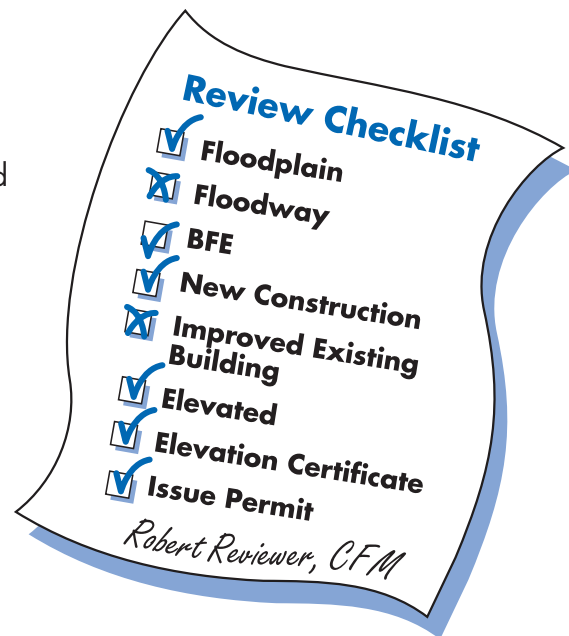 d
Review Checklist
Floodplain
Floodway
BFE
New Construction
Improved Existing
Building
Elevated
Elevation Certificate
Issue Permit
Robert Reviewer, CFM